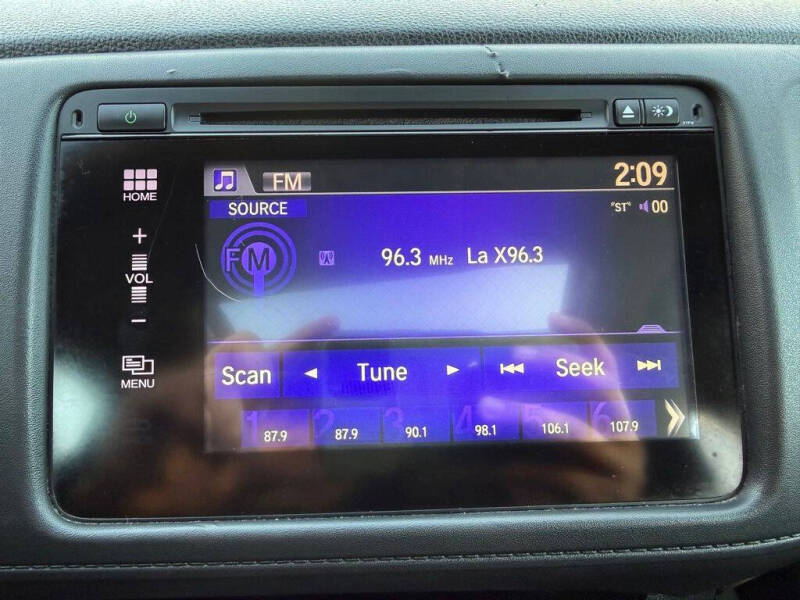 HOME
+
VOL
−
MENU
FM
2:09
SOURCE
"ST" 00
FM
96.3 MHz La X96.3
Scan
Tune
Seek
1 87.9
2 87.9
3 90.1
4 98.1
5 106.1
6 107.9